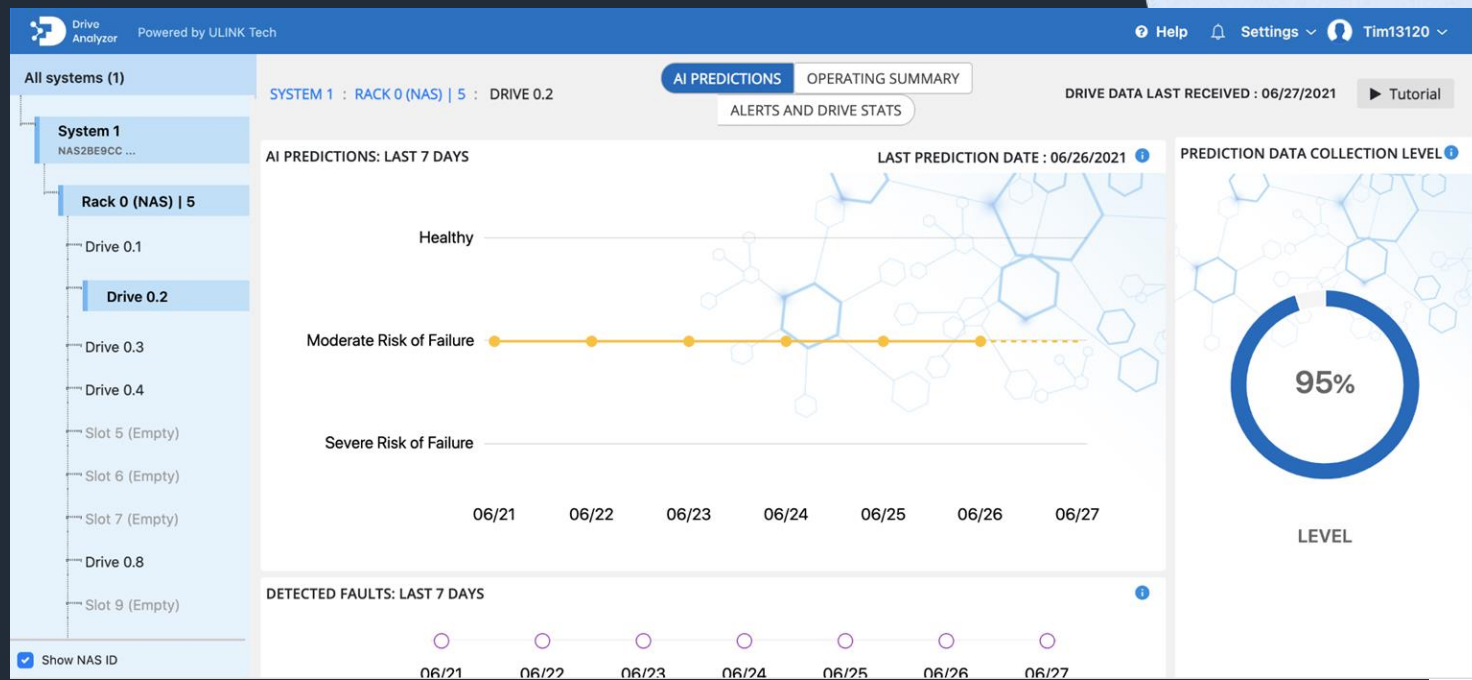 Drive
Analyzer
Powered by ULINK Tech
Help
Settings
Tim13120
All systems (1)
System 1
NAS2BE9CC ...
Rack 0 (NAS) | 5
Drive 0.1
Drive 0.2
Drive 0.3
Drive 0.4
Slot 5 (Empty)
Slot 6 (Empty)
Slot 7 (Empty)
Drive 0.8
Slot 9 (Empty)
Show NAS ID
SYSTEM 1 : RACK 0 (NAS) | 5 : DRIVE 0.2
AI PREDICTIONS
OPERATING SUMMARY
ALERTS AND DRIVE STATS
DRIVE DATA LAST RECEIVED : 06/27/2021
Tutorial
AI PREDICTIONS: LAST 7 DAYS
LAST PREDICTION DATE : 06/26/2021
Healthy
Moderate Risk of Failure
Severe Risk of Failure
06/21 06/22 06/23 06/24 06/25 06/26 06/27
PREDICTION DATA COLLECTION LEVEL
95%
LEVEL
DETECTED FAULTS: LAST 7 DAYS
06/21 06/22 06/23 06/24 06/25 06/26 06/27